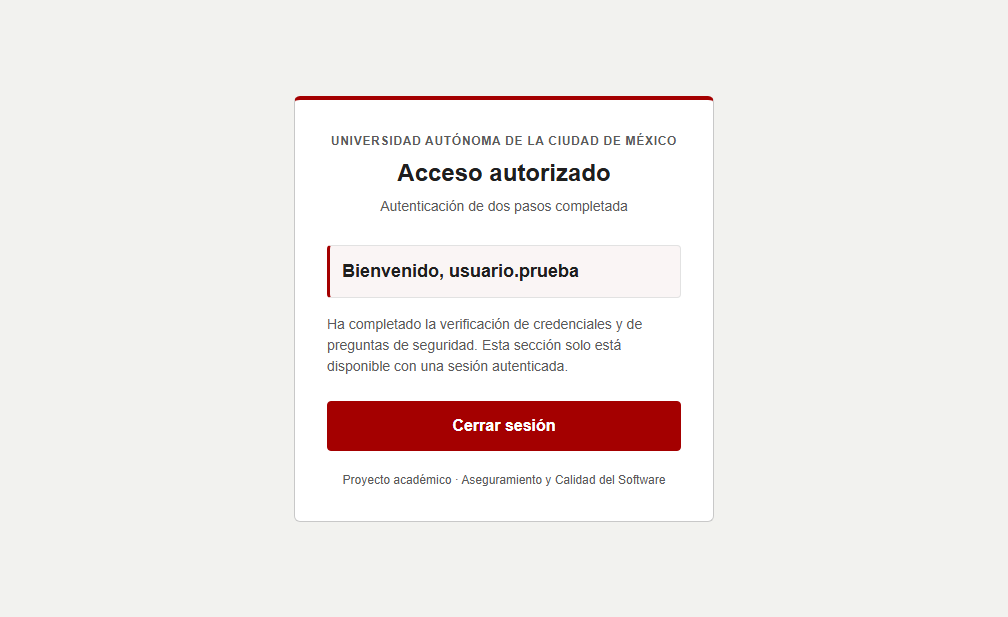 UNIVERSIDAD AUTÓNOMA DE LA CIUDAD DE MÉXICO
Acceso autorizado
Autenticación de dos pasos completada
Bienvenido, usuario.prueba
Ha completado la verificación de credenciales y de
preguntas de seguridad. Esta sección solo está
disponible con una sesión autenticada.
Cerrar sesión
Proyecto académico · Aseguramiento y Calidad del Software